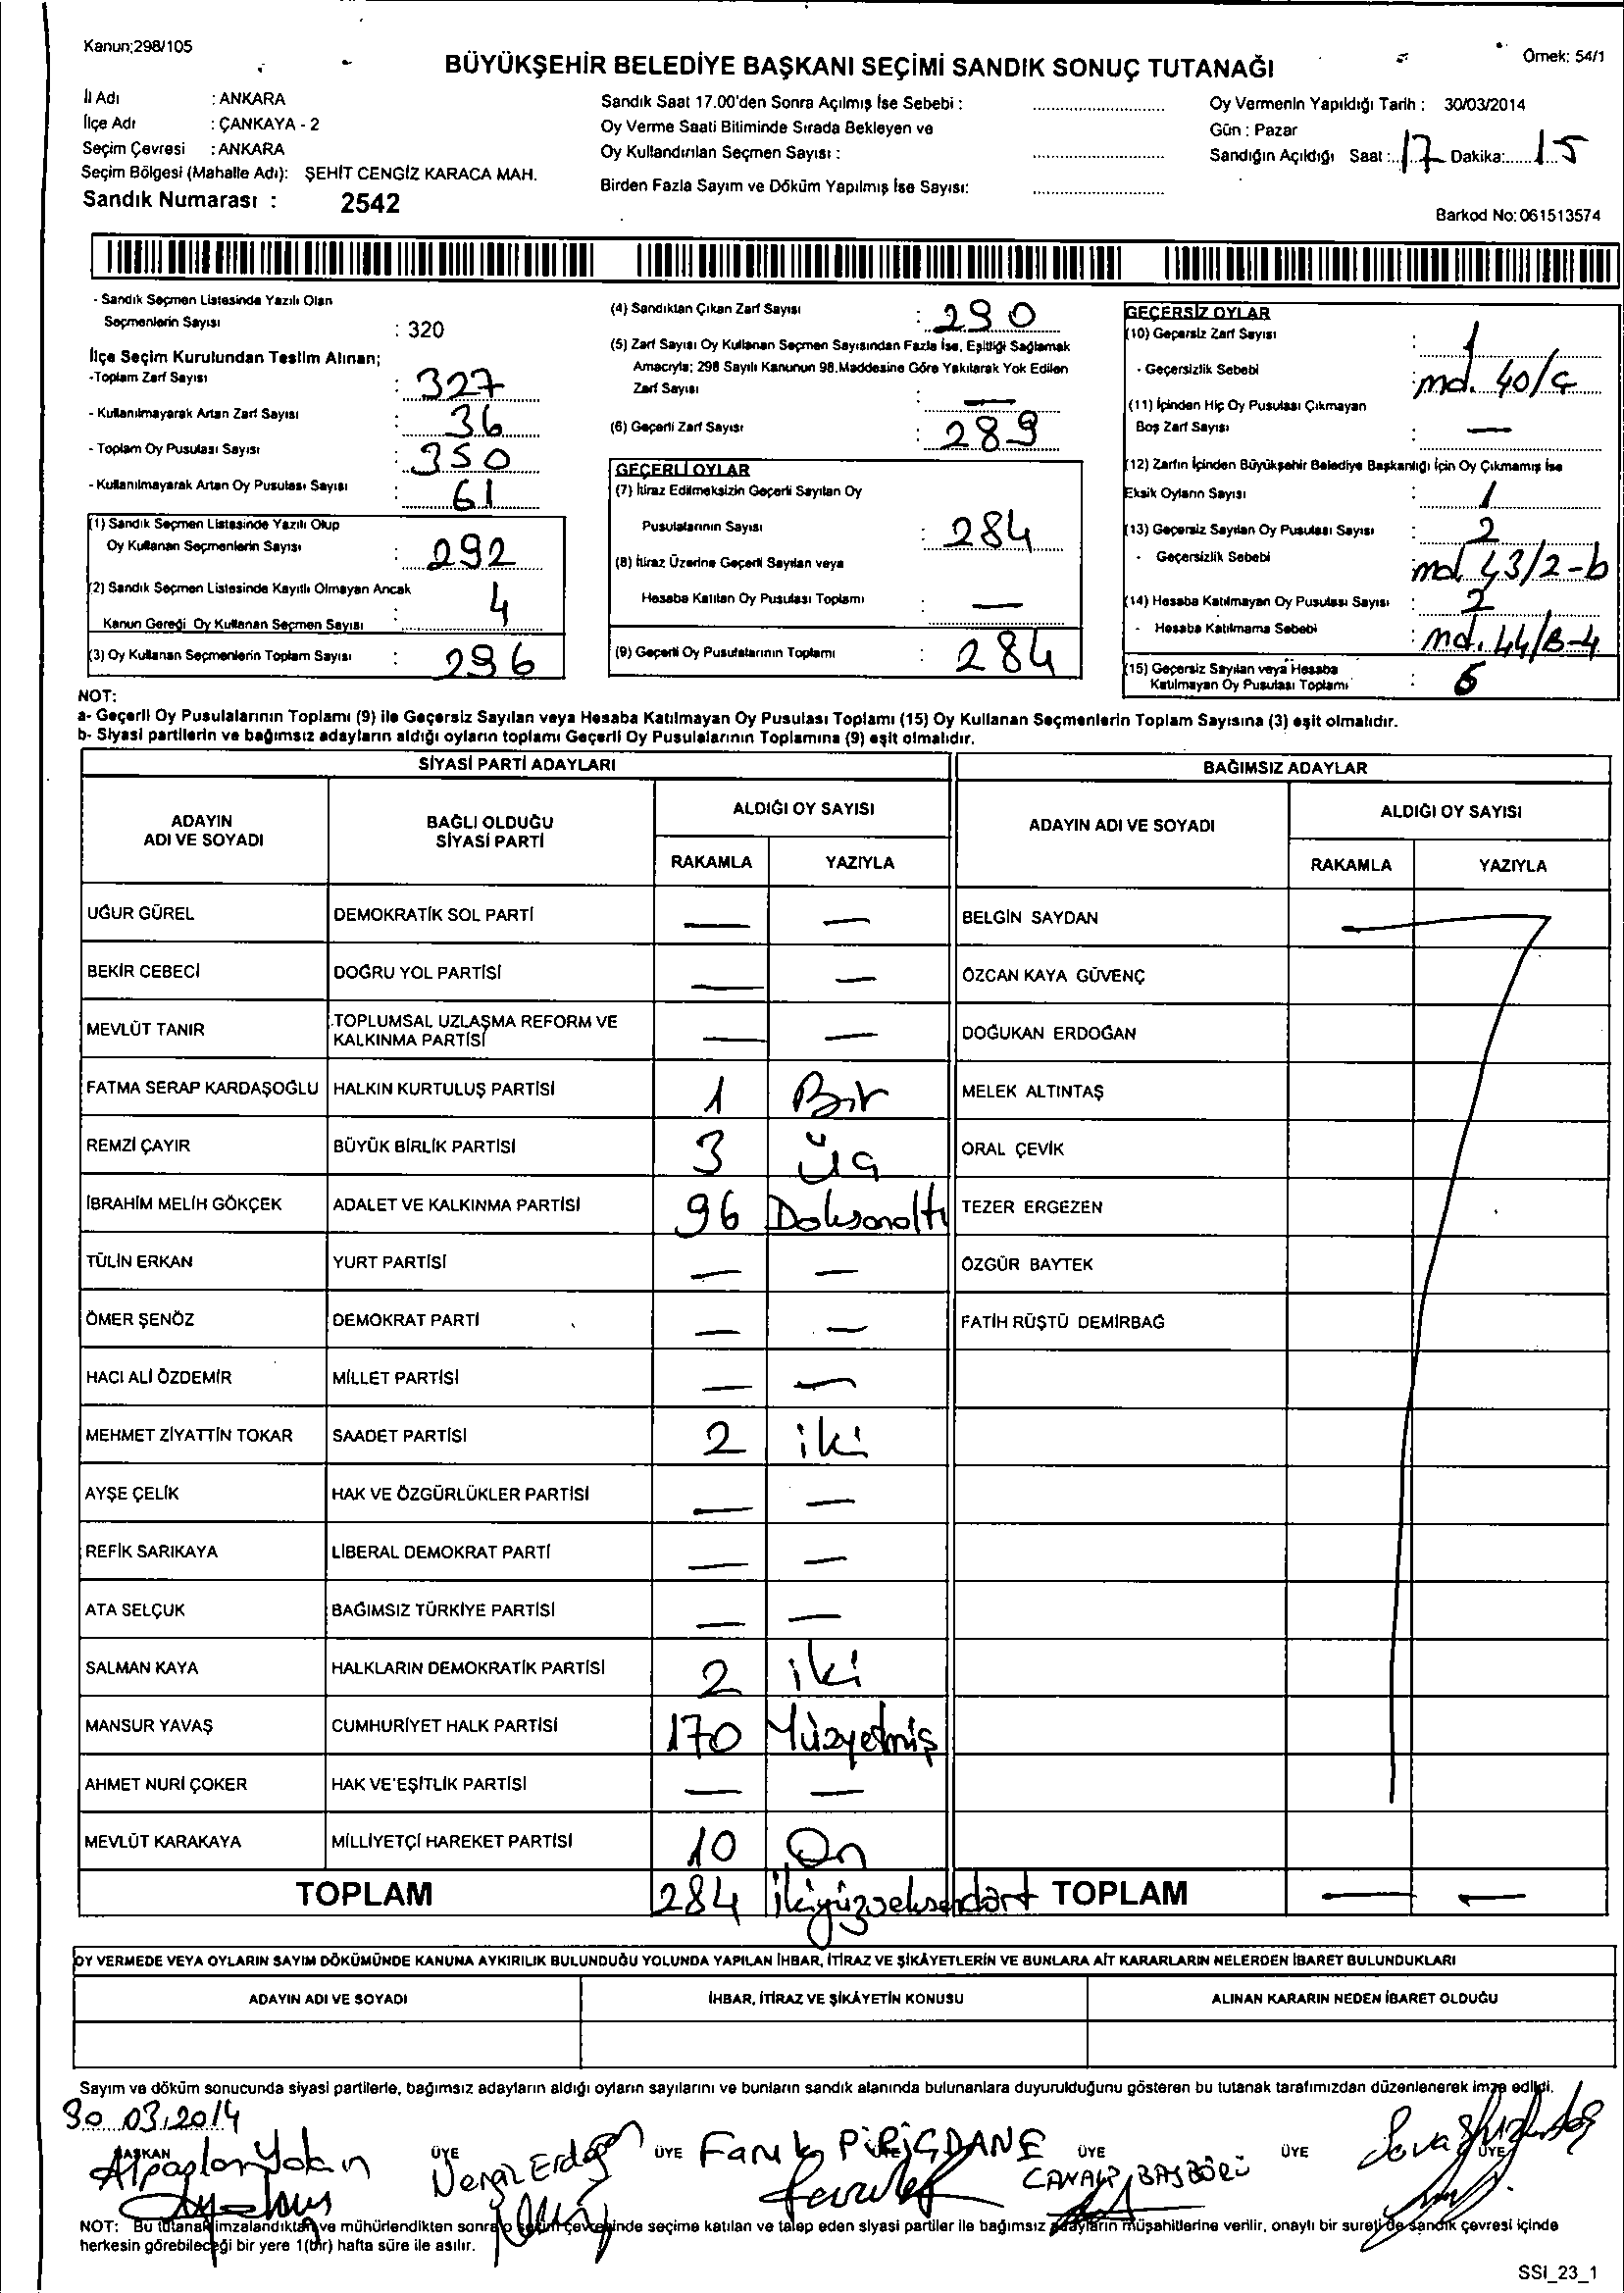 Kanun;298/105
Örnek: 54/1
BÜYÜKŞEHİR BELEDİYE BAŞKANI SEÇİMİ SANDIK SONUÇ TUTANAĞI
İl Adı : ANKARA
İlçe Adı : ÇANKAYA - 2
Seçim Çevresi : ANKARA
Seçim Bölgesi (Mahalle Adı): ŞEHİT CENGİZ KARACA MAH.
Sandık Numarası : 2542
Sandık Saat 17.00'den Sonra Açılmış İse Sebebi :
Oy Verme Saati Bitiminde Sırada Bekleyen ve
Oy Kullandırılan Seçmen Sayısı :
Birden Fazla Sayım ve Döküm Yapılmış İse Sayısı:
Oy Vermenin Yapıldığı Tarih : 30/03/2014
Gün : Pazar
Sandığın Açıldığı Saat : 17 Dakika: 15
Barkod No: 061513574
- Sandık Seçmen Listesinde Yazılı Olan
Seçmenlerin Sayısı : 320
İlçe Seçim Kurulundan Teslim Alınan;
-Toplam Zarf Sayısı : 327
- Kullanılmayarak Artan Zarf Sayısı : 36
- Toplam Oy Pusulası Sayısı : 350
- Kullanılmayarak Artan Oy Pusulası Sayısı : 61
(1) Sandık Seçmen Listesinde Yazılı Olup
Oy Kullanan Seçmenlerin Sayısı : 292
(2) Sandık Seçmen Listesinde Kayıtlı Olmayan Ancak
Kanun Gereği Oy Kullanan Seçmen Sayısı : 4
(3) Oy Kullanan Seçmenlerin Toplam Sayısı : 296
(4) Sandıktan Çıkan Zarf Sayısı : 290
(5) Zarf Sayısı Oy Kullanan Seçmen Sayısından Fazla İse, Eşitliği Sağlamak
Amacıyla; 298 Sayılı Kanunun 98.Maddesine Göre Yakılarak Yok Edilen
Zarf Sayısı : —
(6) Geçerli Zarf Sayısı : 289
GEÇERLİ OYLAR
(7) İtiraz Edilmeksizin Geçerli Sayılan Oy
Pusulalarının Sayısı : 284
(8) İtiraz Üzerine Geçerli Sayılan veya
Hesaba Katılan Oy Pusulası Toplamı : —
(9) Geçerli Oy Pusulalarının Toplamı : 284
GEÇERSİZ OYLAR
(10) Geçersiz Zarf Sayısı : 1
- Geçersizlik Sebebi : md. 40/ç
(11) İçinden Hiç Oy Pusulası Çıkmayan
Boş Zarf Sayısı : —
(12) Zarfın İçinden Büyükşehir Belediye Başkanlığı İçin Oy Çıkmamış İse
Eksik Oyların Sayısı : 1
(13) Geçersiz Sayılan Oy Pusulası Sayısı : 2
- Geçersizlik Sebebi md. 43/2-b
(14) Hesaba Katılmayan Oy Pusulası Sayısı : 2
- Hesaba Katılmama Sebebi : md. 44/B-4
(15) Geçersiz Sayılan veya Hesaba
Katılmayan Oy Pusulası Toplamı :
NOT:
a- Geçerli Oy Pusulalarının Toplamı (9) ile Geçersiz Sayılan veya Hesaba Katılmayan Oy Pusulası Toplamı (15) Oy Kullanan Seçmenlerin Toplam Sayısına (3) eşit olmalıdır.
b- Siyasi partilerin ve bağımsız adayların aldığı oyların toplamı Geçerli Oy Pusulalarının Toplamına (9) eşit olmalıdır.
SİYASİ PARTİ ADAYLARI
ADAYIN ADI VE SOYADI
BAĞLI OLDUĞU SİYASİ PARTİ
ALDIĞI OY SAYISI
RAKAMLA YAZIYLA
UĞUR GÜREL DEMOKRATİK SOL PARTİ — —
BEKİR CEBECİ DOĞRU YOL PARTİSİ — —
MEVLÜT TANIR TOPLUMSAL UZLAŞMA REFORM VE
KALKINMA PARTİSİ — —
FATMA SERAP KARDAŞOĞLU HALKIN KURTULUŞ PARTİSİ 1 Bir
REMZİ ÇAYIR BÜYÜK BİRLİK PARTİSİ 3 Üç
İBRAHİM MELİH GÖKÇEK ADALET VE KALKINMA PARTİSİ 96 Doksanaltı
TÜLİN ERKAN YURT PARTİSİ — —
ÖMER ŞENÖZ DEMOKRAT PARTİ — —
HACI ALİ ÖZDEMİR MİLLET PARTİSİ — —
MEHMET ZİYATTİN TOKAR SAADET PARTİSİ 2 iki
AYŞE ÇELİK HAK VE ÖZGÜRLÜKLER PARTİSİ — —
REFİK SARIKAYA LİBERAL DEMOKRAT PARTİ — —
ATA SELÇUK BAĞIMSIZ TÜRKİYE PARTİSİ — —
SALMAN KAYA HALKLARIN DEMOKRATİK PARTİSİ 2 iki
MANSUR YAVAŞ CUMHURİYET HALK PARTİSİ 170 Yüzyetmiş
AHMET NURİ ÇOKER HAK VE EŞİTLİK PARTİSİ — —
MEVLÜT KARAKAYA MİLLİYETÇİ HAREKET PARTİSİ 10 On
TOPLAM 284 İkiyüzseksendört
BAĞIMSIZ ADAYLAR
ADAYIN ADI VE SOYADI
ALDIĞI OY SAYISI
RAKAMLA YAZIYLA
BELGİN SAYDAN
ÖZCAN KAYA GÜVENÇ
DOĞUKAN ERDOĞAN
MELEK ALTINTAŞ
ORAL ÇEVİK
TEZER ERGEZEN
ÖZGÜR BAYTEK
FATİH RÜŞTÜ DEMİRBAĞ
TOPLAM — —
OY VERMEDE VEYA OYLARIN SAYIM DÖKÜMÜNDE KANUNA AYKIRILIK BULUNDUĞU YOLUNDA YAPILAN İHBAR, İTİRAZ VE ŞİKÂYETLERİN VE BUNLARA AİT KARARLARIN NELERDEN İBARET BULUNDUKLARI
ADAYIN ADI VE SOYADI
İHBAR, İTİRAZ VE ŞİKÂYETİN KONUSU
ALINAN KARARIN NEDEN İBARET OLDUĞU
Sayım ve döküm sonucunda siyasi partilerle, bağımsız adayların aldığı oyların sayılarını ve bunların sandık alanında bulunanlara duyurulduğunu gösteren bu tutanak tarafımızdan düzenlenerek imza edildi.
30.03.2014
BAŞKAN ÜYE ÜYE ÜYE ÜYE ÜYE
Faruk PİRİÇDANE
NOT: Bu tutanak imzalandıktan ve mühürlendikten sonra o seçim çevresinde seçime katılan ve talep eden siyasi partiler ile bağımsız adayların müşahitlerine verilir, onaylı bir sureti de sandık çevresi içinde
herkesin görebileceği bir yere 1(bir) hafta süre ile asılır.
SSI_23_1